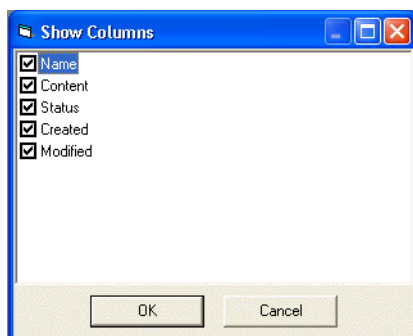 Show Columns
Name
Content
Status
Created
Modified
OK Cancel